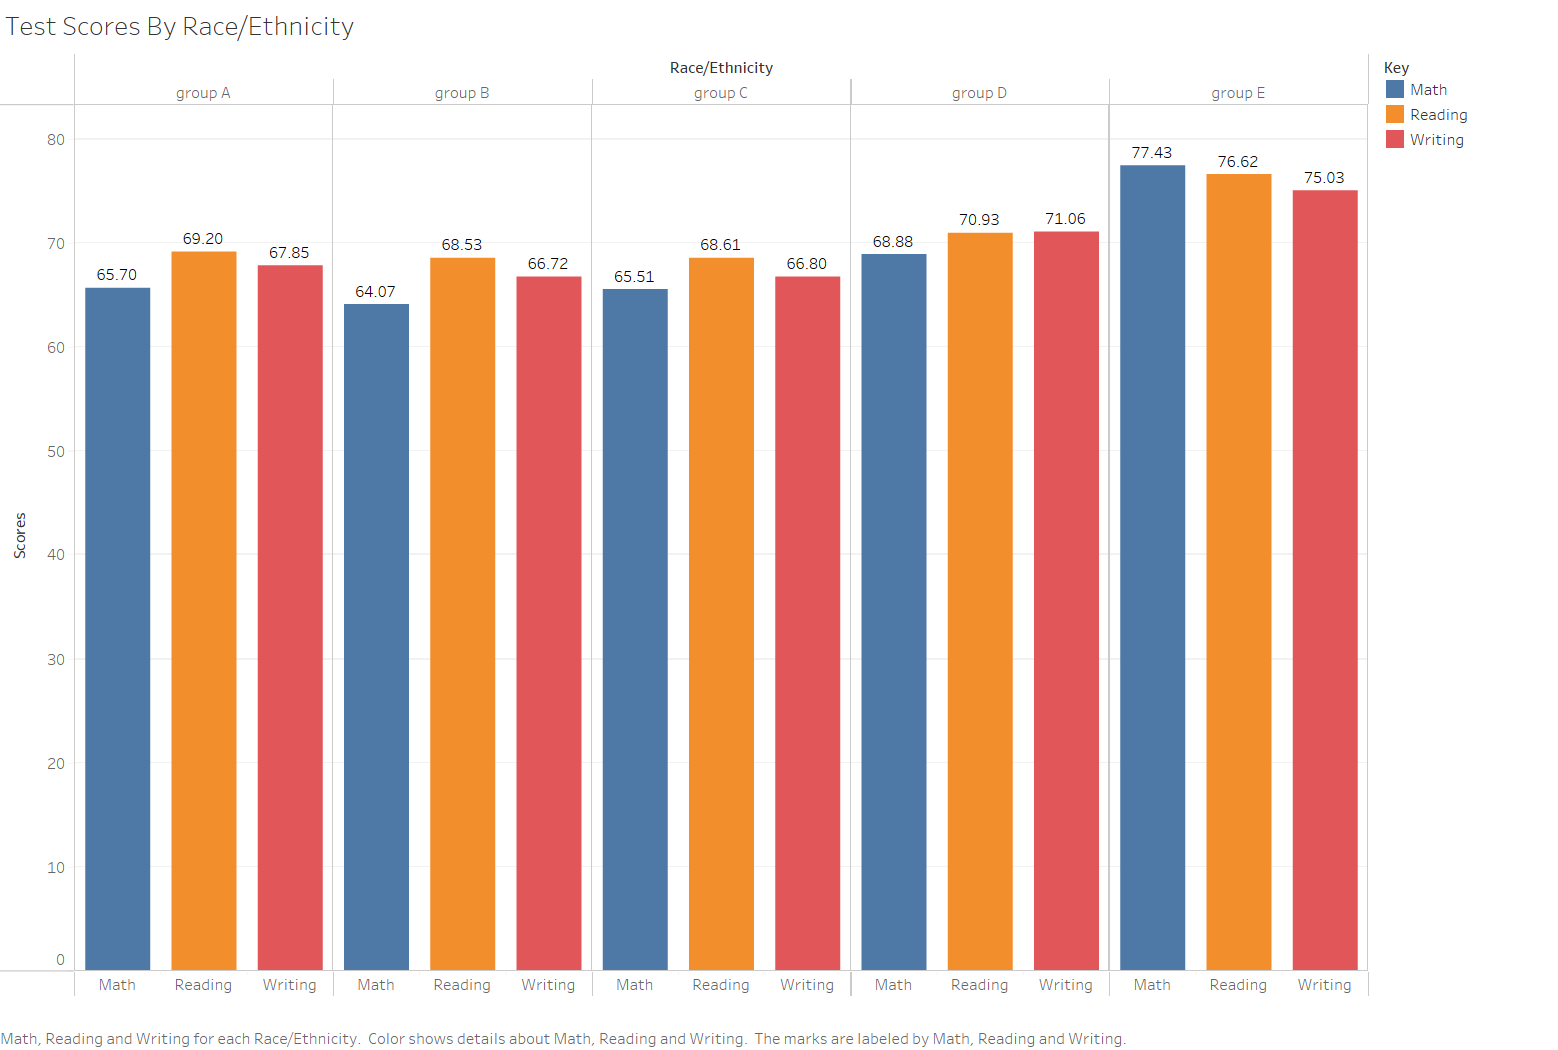 Test Scores By Race/Ethnicity
Race/Ethnicity
group A group B group C group D group E
Key
Math
Reading
Writing
80
70
60
50
40
30
20
10
0
Scores
65.70 69.20 67.85 64.07 68.53 66.72 65.51 68.61 66.80 68.88 70.93 71.06 77.43 76.62 75.03
Math Reading Writing Math Reading Writing Math Reading Writing Math Reading Writing Math Reading Writing
Math, Reading and Writing for each Race/Ethnicity. Color shows details about Math, Reading and Writing. The marks are labeled by Math, Reading and Writing.